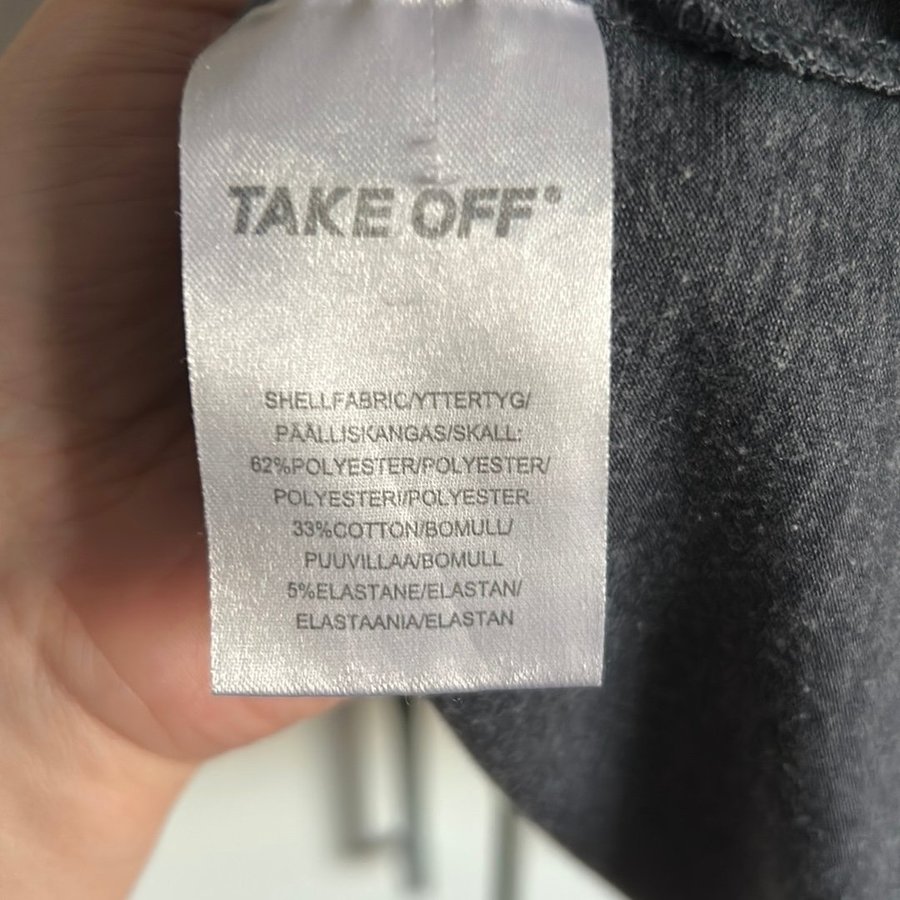 TAKE OFF®
SHELLFABRIC/YTTERTYG/
PÄÄLLISKANGAS/SKALL:
62%POLYESTER/POLYESTER/
POLYESTERI/POLYESTER
33%COTTON/BOMULL/
PUUVILLAA/BOMULL
5%ELASTANE/ELASTAN/
ELASTAANIA/ELASTAN